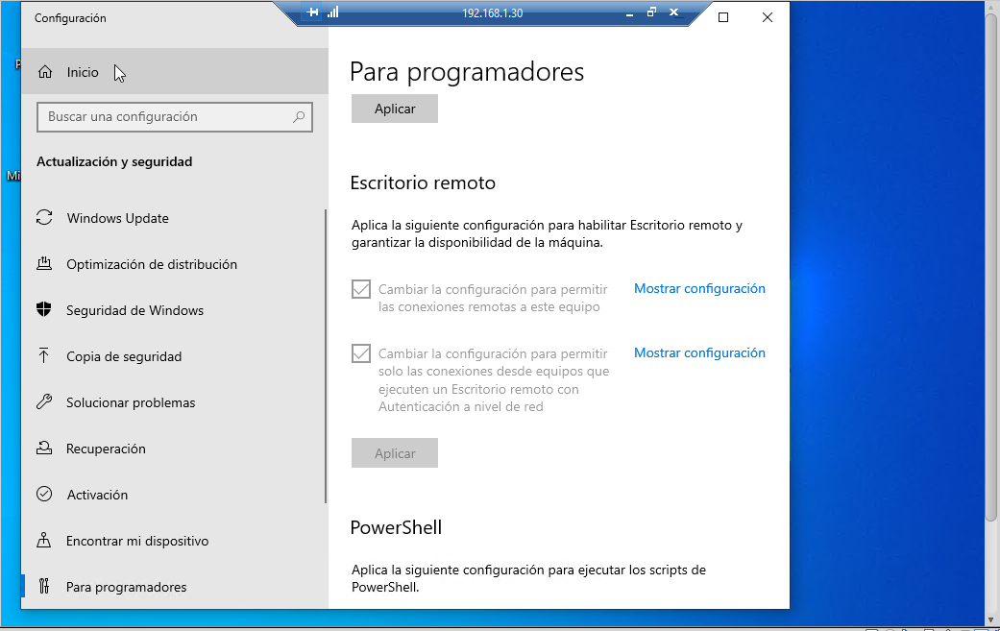 Configuración
192.168.1.30
Inicio
Buscar una configuración
Actualización y seguridad
Windows Update
Optimización de distribución
Seguridad de Windows
Copia de seguridad
Solucionar problemas
Recuperación
Activación
Encontrar mi dispositivo
Para programadores
Para programadores
Aplicar
Escritorio remoto
Aplica la siguiente configuración para habilitar Escritorio remoto y
garantizar la disponibilidad de la máquina.
Cambiar la configuración para permitir
las conexiones remotas a este equipo
Mostrar configuración
Cambiar la configuración para permitir
solo las conexiones desde equipos que
ejecuten un Escritorio remoto con
Autenticación a nivel de red
Mostrar configuración
Aplicar
PowerShell
Aplica la siguiente configuración para ejecutar los scripts de
PowerShell.